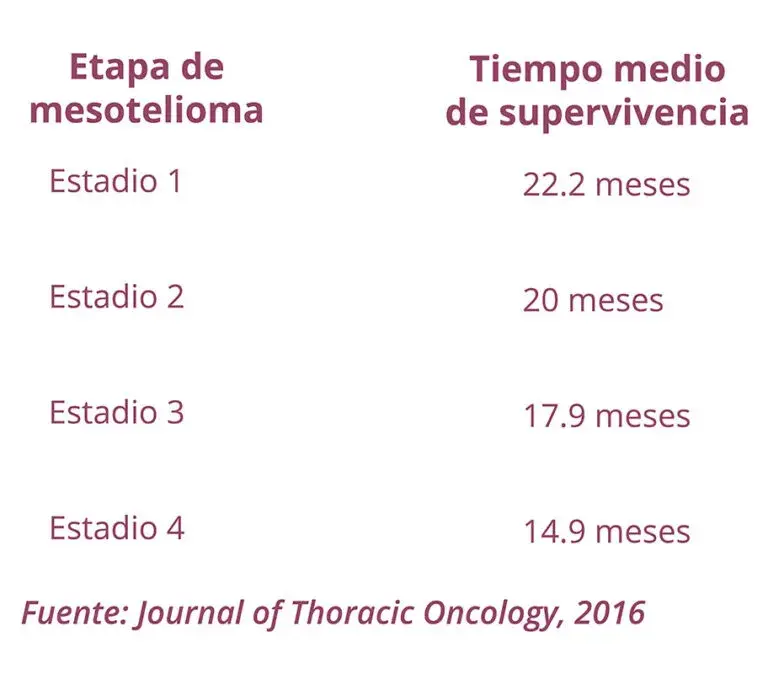 Etapa de
mesotelioma
Tiempo medio
de supervivencia
Estadio 1
22.2 meses
Estadio 2
20 meses
Estadio 3
17.9 meses
Estadio 4
14.9 meses
Fuente: Journal of Thoracic Oncology, 2016